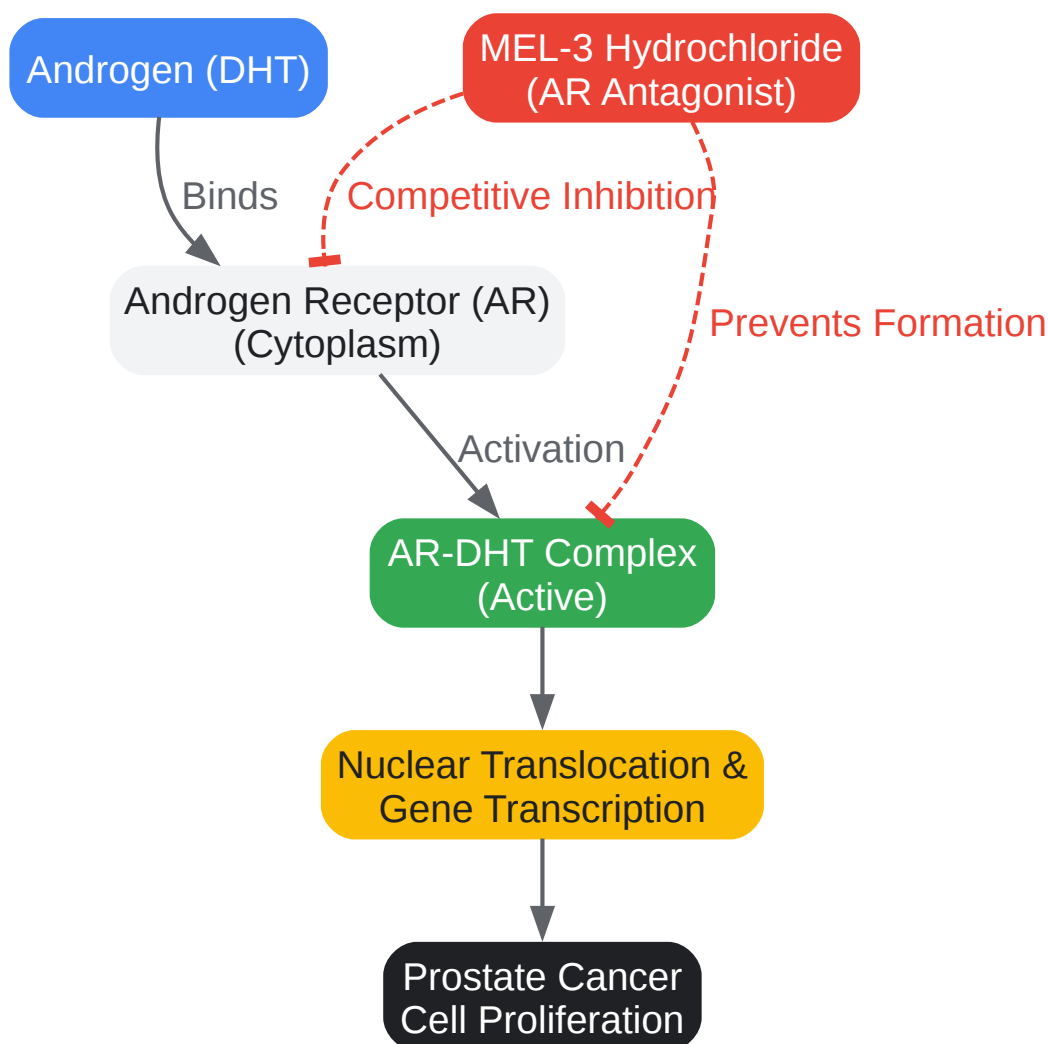 Androgen (DHT)
MEL-3 Hydrochloride
(AR Antagonist)
Binds
Competitive Inhibition
Androgen Receptor (AR)
(Cytoplasm)
Prevents Formation
Activation
AR-DHT Complex
(Active)
Nuclear Translocation &
Gene Transcription
Prostate Cancer
Cell Proliferation